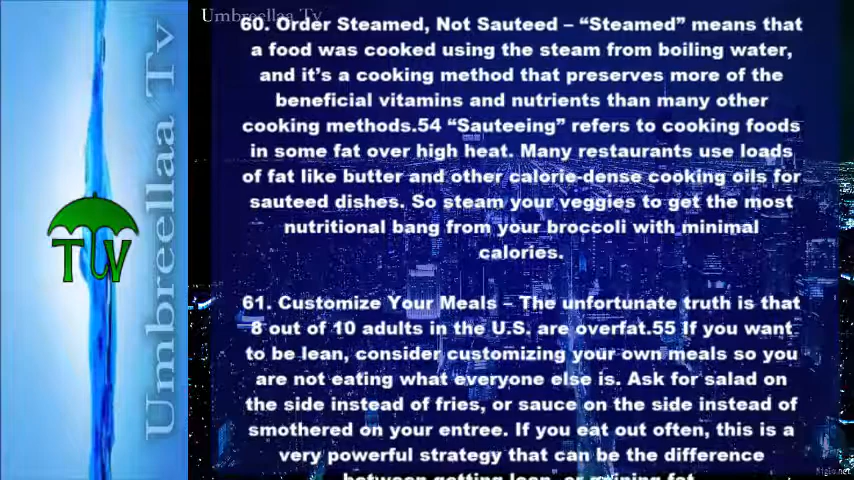 Umbreellaa Tv
60. Order Steamed, Not Sauteed – “Steamed” means that
a food was cooked using the steam from boiling water,
and it’s a cooking method that preserves more of the
beneficial vitamins and nutrients than many other
cooking methods.54 “Sauteeing” refers to cooking foods
in some fat over high heat. Many restaurants use loads
of fat like butter and other calorie-dense cooking oils for
sauteed dishes. So steam your veggies to get the most
nutritional bang from your broccoli with minimal
calories.
61. Customize Your Meals – The unfortunate truth is that
8 out of 10 adults in the U.S. are overfat.55 If you want
to be lean, consider customizing your own meals so you
are not eating what everyone else is. Ask for salad on
the side instead of fries, or sauce on the side instead of
smothered on your entree. If you eat out often, this is a
very powerful strategy that can be the difference
between getting lean, or gaining fat.
TUV
Umbreellaa Tv